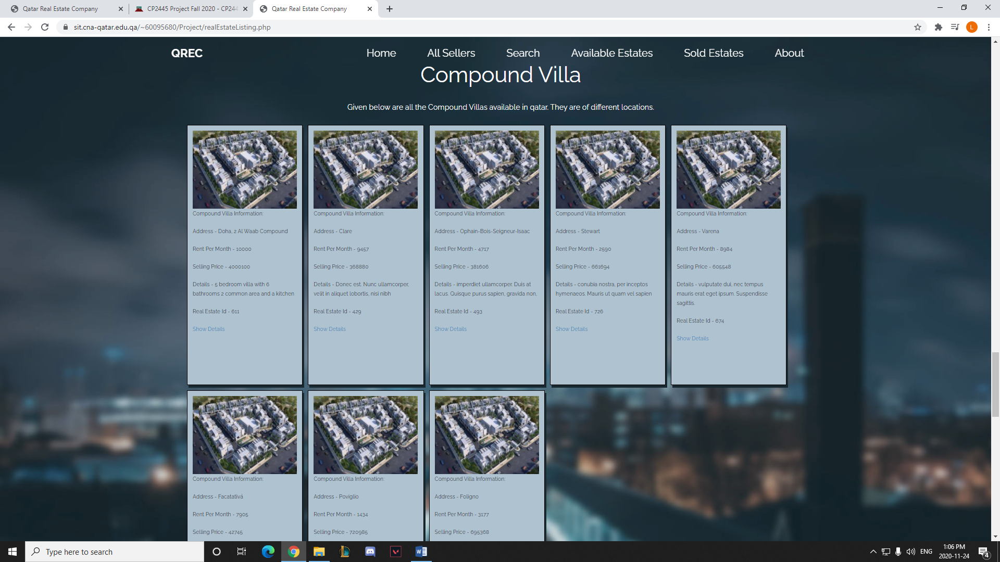 Qatar Real Estate Company
CP2445 Project Fall 2020 - CP244
Qatar Real Estate Company
sit.cna-qatar.edu.qa/~60095680/Project/realEstateListing.php
L
QREC
Home
All Sellers
Search
Available Estates
Sold Estates
About
Compound Villa
Given below are all the Compound Villas available in qatar. They are of different locations.
Compound Villa Information:
Address - Doha, 2 Al Waab Compound
Rent Per Month - 10000
Selling Price - 4000100
Details - 5 bedroom villa with 6
bathrooms 2 common area and a kitchen
Real Estate Id - 611
Show Details
Compound Villa Information:
Address - Clare
Rent Per Month - 9457
Selling Price - 368880
Details - Donec est. Nunc ullamcorper,
velit in aliquet lobortis, nisi nibh
Real Estate Id - 429
Show Details
Compound Villa Information:
Address - Ophain-Bois-Seigneur-Isaac
Rent Per Month - 4717
Selling Price - 381606
Details - imperdiet ullamcorper. Duis at
lacus. Quisque purus sapien, gravida non,
Real Estate Id - 493
Show Details
Compound Villa Information:
Address - Stewart
Rent Per Month - 2590
Selling Price - 661694
Details - conubia nostra, per inceptos
hymenaeos. Mauris ut quam vel sapien
Real Estate Id - 726
Show Details
Compound Villa Information:
Address - Varena
Rent Per Month - 8984
Selling Price - 605548
Details - vulputate dui, nec tempus
mauris erat eget ipsum. Suspendisse
sagittis.
Real Estate Id - 674
Show Details
Compound Villa Information:
Address - Facatativá
Rent Per Month - 7905
Selling Price - 42745
Compound Villa Information:
Address - Poviglio
Rent Per Month - 1434
Selling Price - 720985
Compound Villa Information:
Address - Foligno
Rent Per Month - 3177
Selling Price - 695368
Type here to search
ENG
1:06 PM
2020-11-24
4